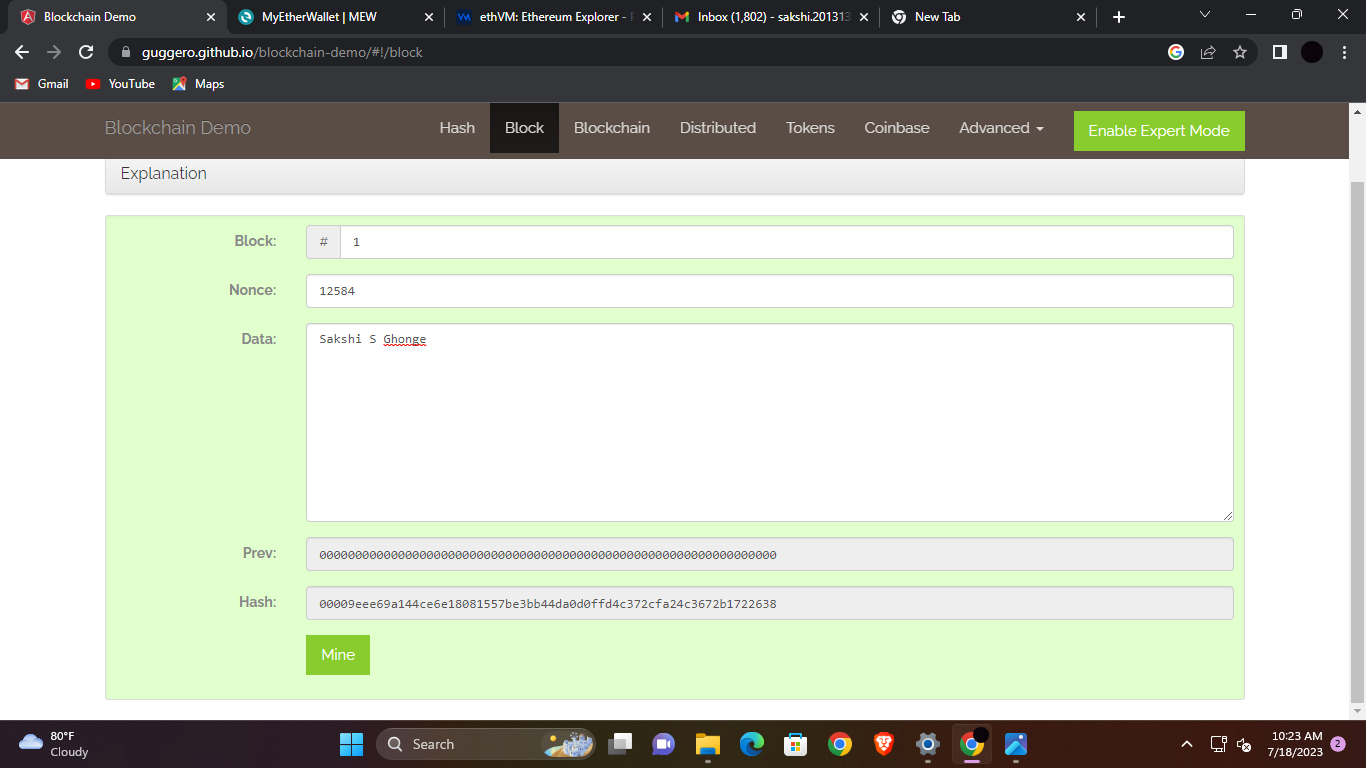 Blockchain Demo
MyEtherWallet | MEW
ethVM: Ethereum Explorer -
Inbox (1,802) - sakshi.201313
New Tab
guggero.github.io/blockchain-demo/#!/block
Gmail
YouTube
Maps
Blockchain Demo
Hash
Block
Blockchain
Distributed
Tokens
Coinbase
Advanced
Enable Expert Mode
Explanation
Block:
# 1
Nonce:
12584
Data:
Sakshi S Ghonge
Prev:
0000000000000000000000000000000000000000000000000000000000000000
Hash:
00009eee69a144ce6e18081557be3bb44da0d0ffd4c372cfa24c3672b1722638
Mine
80°F
Cloudy
Search
10:23 AM
7/18/2023
2